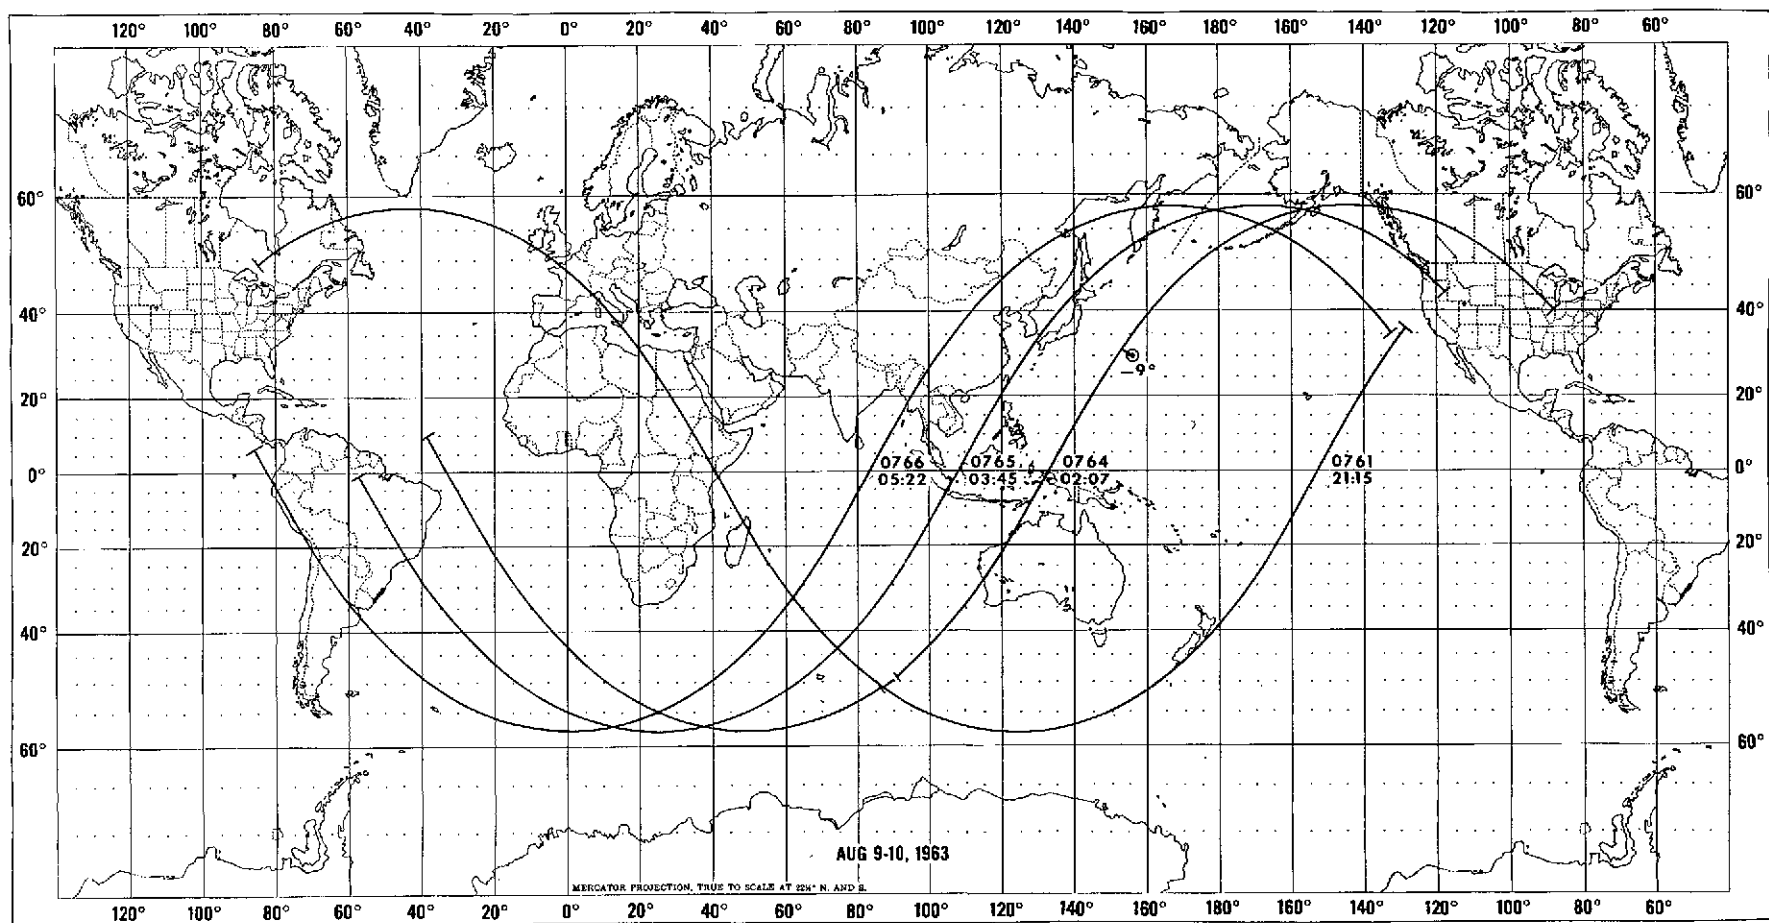 120° 100° 80° 60° 40° 20° 0° 20° 40° 60° 80° 100° 120° 140° 160° 180° 160° 140° 120° 100° 80° 60°
60° 60°
40° 40°
-9°
20° 20°
0766 0765 0764 0761
0° 0°
05:22 03:45 02:07 21:15
20° 20°
40° 40°
60° 60°
AUG 9-10, 1963
MERCATOR PROJECTION, TRUE TO SCALE AT 22½° N. AND S.
120° 100° 80° 60° 40° 20° 0° 20° 40° 60° 80° 100° 120° 140° 160° 180° 160° 140° 120° 100° 80° 60°